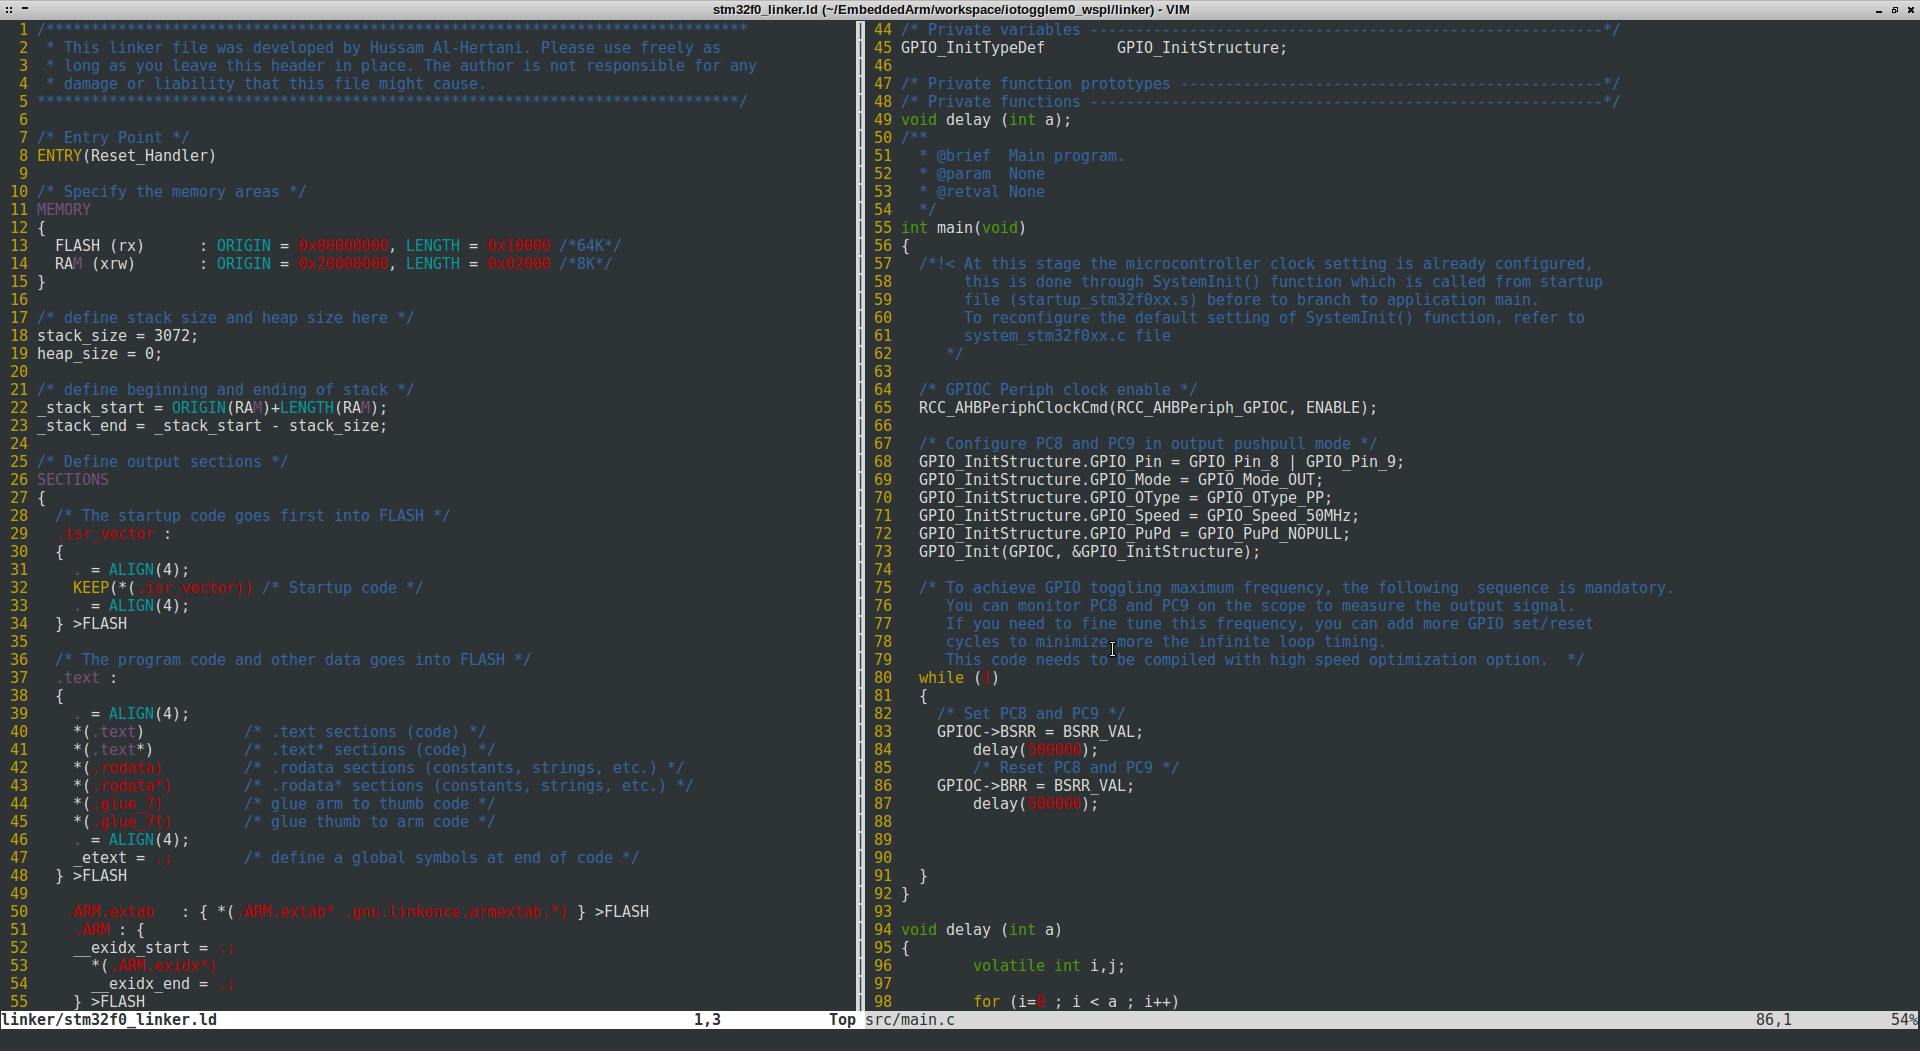 stm32f0_linker.ld (~/EmbeddedArm/workspace/iotogglem0_wspl/linker) - VIM
1 /******************************************************************************
2  * This linker file was developed by Hussam Al-Hertani. Please use freely as
3  * long as you leave this header in place. The author is not responsible for any
4  * damage or liability that this file might cause.
5 ******************************************************************************/
6
7 /* Entry Point */
8 ENTRY(Reset_Handler)
9
10 /* Specify the memory areas */
11 MEMORY
12 {
13   FLASH (rx)      : ORIGIN = 0x08000000, LENGTH = 0x10000 /*64K*/
14   RAM (xrw)       : ORIGIN = 0x20000000, LENGTH = 0x02000 /*8K*/
15 }
16
17 /* define stack size and heap size here */
18 stack_size = 3072;
19 heap_size = 0;
20
21 /* define beginning and ending of stack */
22 _stack_start = ORIGIN(RAM)+LENGTH(RAM);
23 _stack_end = _stack_start - stack_size;
24
25 /* Define output sections */
26 SECTIONS
27 {
28   /* The startup code goes first into FLASH */
29   .isr_vector :
30   {
31     . = ALIGN(4);
32     KEEP(*(.isr_vector)) /* Startup code */
33     . = ALIGN(4);
34   } >FLASH
35
36   /* The program code and other data goes into FLASH */
37   .text :
38   {
39     . = ALIGN(4);
40     *(.text)           /* .text sections (code) */
41     *(.text*)          /* .text* sections (code) */
42     *(.rodata)         /* .rodata sections (constants, strings, etc.) */
43     *(.rodata*)        /* .rodata* sections (constants, strings, etc.) */
44     *(.glue_7)         /* glue arm to thumb code */
45     *(.glue_7t)        /* glue thumb to arm code */
46     . = ALIGN(4);
47     _etext = .;        /* define a global symbols at end of code */
48   } >FLASH
49
50    .ARM.extab   : { *(.ARM.extab* .gnu.linkonce.armextab.*) } >FLASH
51     .ARM : {
52     __exidx_start = .;
53       *(.ARM.exidx*)
54       __exidx_end = .;
55     } >FLASH
linker/stm32f0_linker.ld 1,3 Top
44 /* Private variables ---------------------------------------------------------*/
45 GPIO_InitTypeDef        GPIO_InitStructure;
46
47 /* Private function prototypes -----------------------------------------------*/
48 /* Private functions ---------------------------------------------------------*/
49 void delay (int a);
50 /**
51   * @brief  Main program.
52   * @param  None
53   * @retval None
54   */
55 int main(void)
56 {
57   /*!< At this stage the microcontroller clock setting is already configured,
58        this is done through SystemInit() function which is called from startup
59        file (startup_stm32f0xx.s) before to branch to application main.
60        To reconfigure the default setting of SystemInit() function, refer to
61        system_stm32f0xx.c file
62      */
63
64   /* GPIOC Periph clock enable */
65   RCC_AHBPeriphClockCmd(RCC_AHBPeriph_GPIOC, ENABLE);
66
67   /* Configure PC8 and PC9 in output pushpull mode */
68   GPIO_InitStructure.GPIO_Pin = GPIO_Pin_8 | GPIO_Pin_9;
69   GPIO_InitStructure.GPIO_Mode = GPIO_Mode_OUT;
70   GPIO_InitStructure.GPIO_OType = GPIO_OType_PP;
71   GPIO_InitStructure.GPIO_Speed = GPIO_Speed_50MHz;
72   GPIO_InitStructure.GPIO_PuPd = GPIO_PuPd_NOPULL;
73   GPIO_Init(GPIOC, &GPIO_InitStructure);
74
75   /* To achieve GPIO toggling maximum frequency, the following  sequence is mandatory.
76      You can monitor PC8 and PC9 on the scope to measure the output signal.
77      If you need to fine tune this frequency, you can add more GPIO set/reset
78      cycles to minimize more the infinite loop timing.
79      This code needs to be compiled with high speed optimization option.  */
80   while (1)
81   {
82     /* Set PC8 and PC9 */
83     GPIOC->BSRR = BSRR_VAL;
84         delay(500000);
85         /* Reset PC8 and PC9 */
86     GPIOC->BRR = BSRR_VAL;
87         delay(500000);
88
89
90
91   }
92 }
93
94 void delay (int a)
95 {
96         volatile int i,j;
97
98         for (i=0 ; i < a ; i++)
src/main.c 86,1 54%